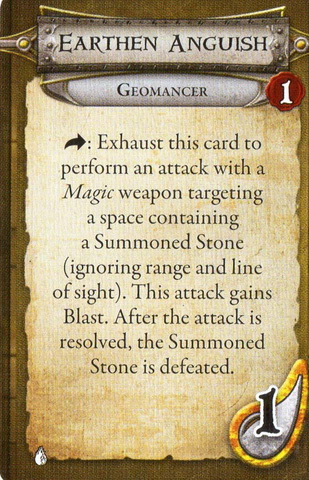 Earthen Anguish
Geomancer
1
: Exhaust this card to
perform an attack with a
Magic weapon targeting
a space containing
a Summoned Stone
(ignoring range and line
of sight). This attack gains
Blast. After the attack is
resolved, the Summoned
Stone is defeated.
1